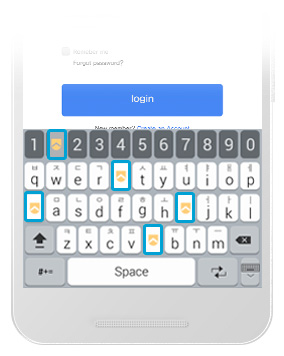 Remember me
Forgot password?
login
New member? Create an Account
1 2 3 4 5 6 7 8 9 0
q w e r t y u i o p
a s d f g h j k l
z x c v b n m
#+= Space